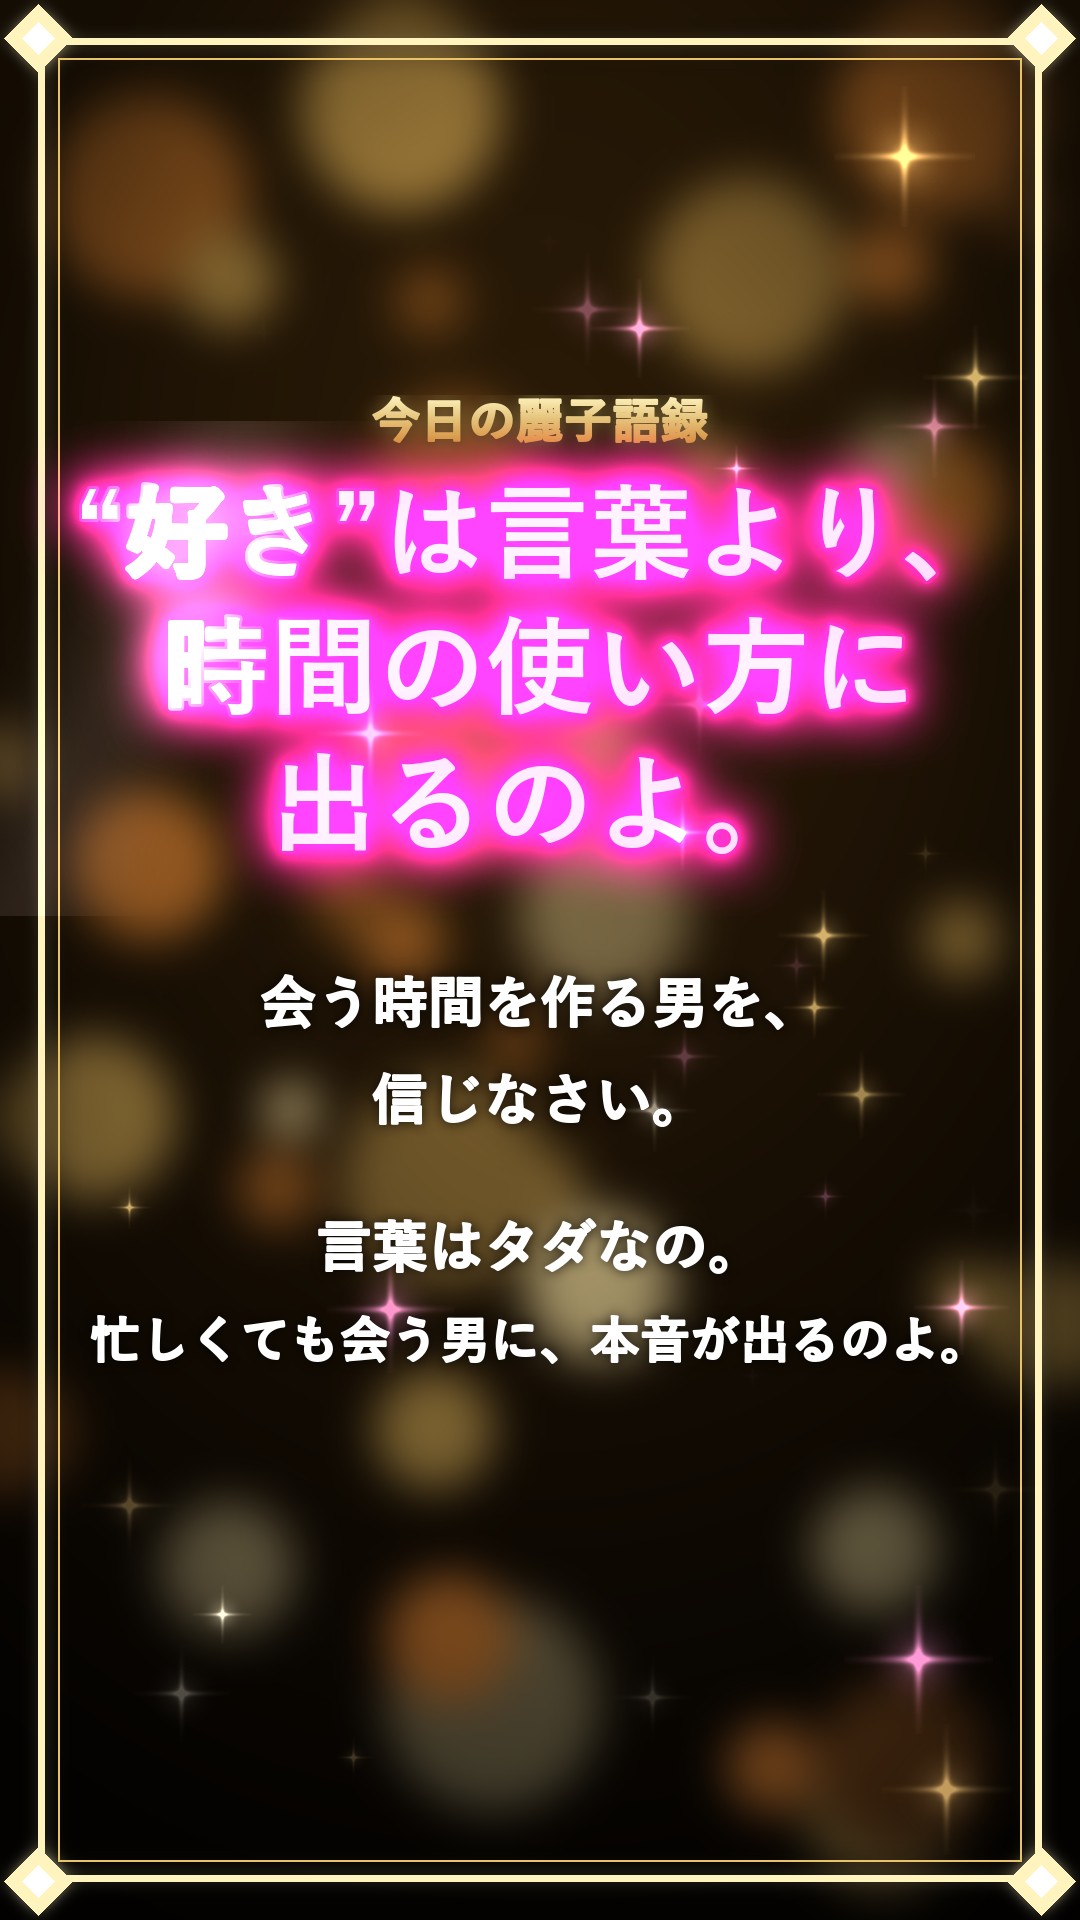 今日の麗子語録
“好き”は言葉より、
時間の使い方に
出るのよ。
会う時間を作る男を、
信じなさい。
言葉はタダなの。
忙しくても会う男に、本音が出るのよ。